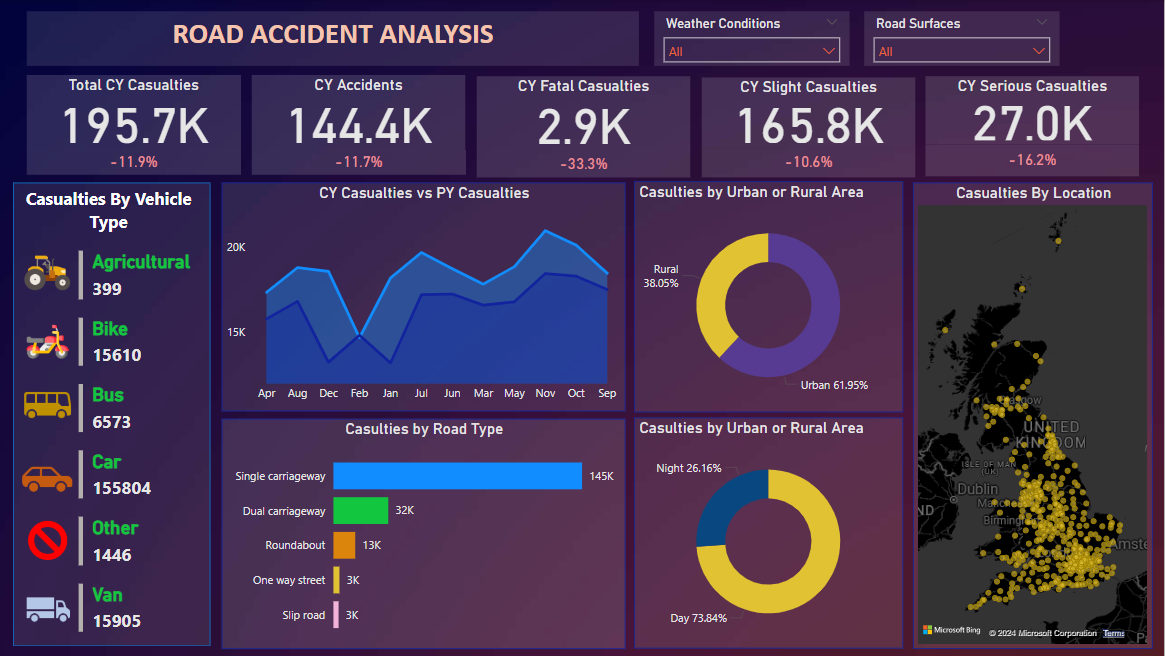 ROAD ACCIDENT ANALYSIS
Weather Conditions
All
Road Surfaces
All
Total CY Casualties
195.7K
-11.9%
CY Accidents
144.4K
-11.7%
CY Fatal Casualties
2.9K
-33.3%
CY Slight Casualties
165.8K
-10.6%
CY Serious Casualties
27.0K
-16.2%
Casulties By Vehicle
Type
Agricultural
399
Bike
15610
Bus
6573
Car
155804
Other
1446
Van
15905
CY Casualties vs PY Casualties
20K
15K
Apr Aug Dec Feb Jan Jul Jun Mar May Nov Oct Sep
Casulties by Road Type
Single carriageway 145K
Dual carriageway 32K
Roundabout 13K
One way street 3K
Slip road 3K
Casulties by Urban or Rural Area
Rural
38.05%
Urban 61.95%
Casulties by Urban or Rural Area
Night 26.16%
Day 73.84%
Casulties By Location
UNITED
KINGDOM
ISLE OF MAN
(UK)
Dublin
ND
Microsoft Bing
© 2024 Microsoft Corporation Terms